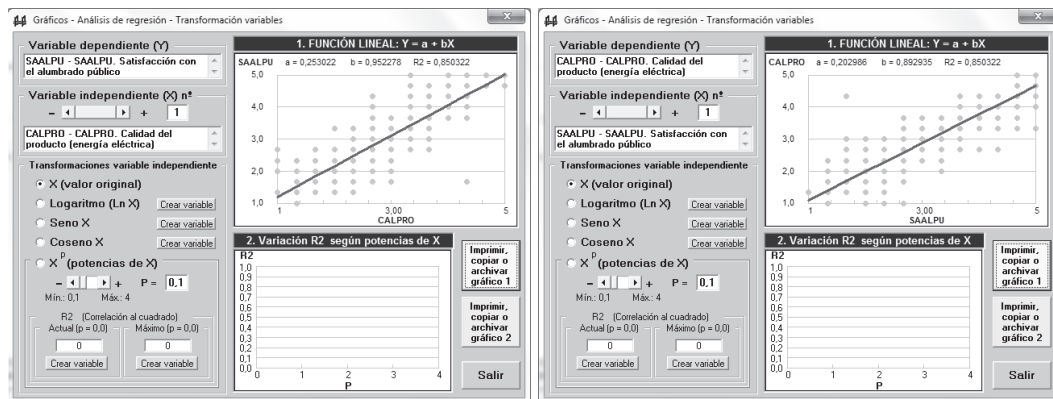 Gráficos - Análisis de regresión - Transformación variables
Variable dependiente (Y)
SAALPU - SAALPU. Satisfacción con
el alumbrado público
Variable independiente (X) nº
- + 1
CALPRO - CALPRO. Calidad del
producto (energía eléctrica)
Transformaciones variable independiente
X (valor original)
Logaritmo (Ln X) Crear variable
Seno X Crear variable
Coseno X Crear variable
X^p (potencias de X)
- + P = 0,1
Mín.: 0,1 Máx.: 4
R2 (Correlación al cuadrado)
Actual (p = 0,0) Máximo (p = 0,0)
0 0
Crear variable Crear variable
1. FUNCIÓN LINEAL: Y = a + bX
SAALPU a = 0,253022 b = 0,952278 R2 = 0,850322
5,0
4,0
3,0
2,0
1,0
1 3,00 5
CALPRO
2. Variación R2 según potencias de X
R2
1,0
0,9
0,8
0,7
0,6
0,5
0,4
0,3
0,2
0,1
0,0
0 1 2 3 4
P
Imprimir,
copiar o
archivar
gráfico 1
Imprimir,
copiar o
archivar
gráfico 2
Salir
Gráficos - Análisis de regresión - Transformación variables
Variable dependiente (Y)
CALPRO - CALPRO. Calidad del
producto (energía eléctrica)
Variable independiente (X) nº
- + 1
SAALPU - SAALPU. Satisfacción con
el alumbrado público
Transformaciones variable independiente
X (valor original)
Logaritmo (Ln X) Crear variable
Seno X Crear variable
Coseno X Crear variable
X^p (potencias de X)
- + P = 0,1
Mín.: 0,1 Máx.: 4
R2 (Correlación al cuadrado)
Actual (p = 0,0) Máximo (p = 0,0)
0 0
Crear variable Crear variable
1. FUNCIÓN LINEAL: Y = a + bX
CALPRO a = 0,202986 b = 0,892935 R2 = 0,850322
5,0
4,0
3,0
2,0
1,0
1 3,00 5
SAALPU
2. Variación R2 según potencias de X
R2
1,0
0,9
0,8
0,7
0,6
0,5
0,4
0,3
0,2
0,1
0,0
0 1 2 3 4
P
Imprimir,
copiar o
archivar
gráfico 1
Imprimir,
copiar o
archivar
gráfico 2
Salir